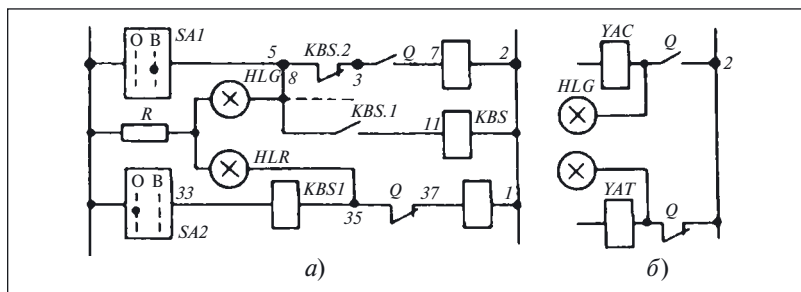 О В SA1
5 KBS.2 Q 7 2
8 3
HLG
R KBS.1
11 KBS
HLR
О В 33 KBS1 Q 37 1
35
SA2
а)
YAC Q
2
HLG
YAT Q
б)